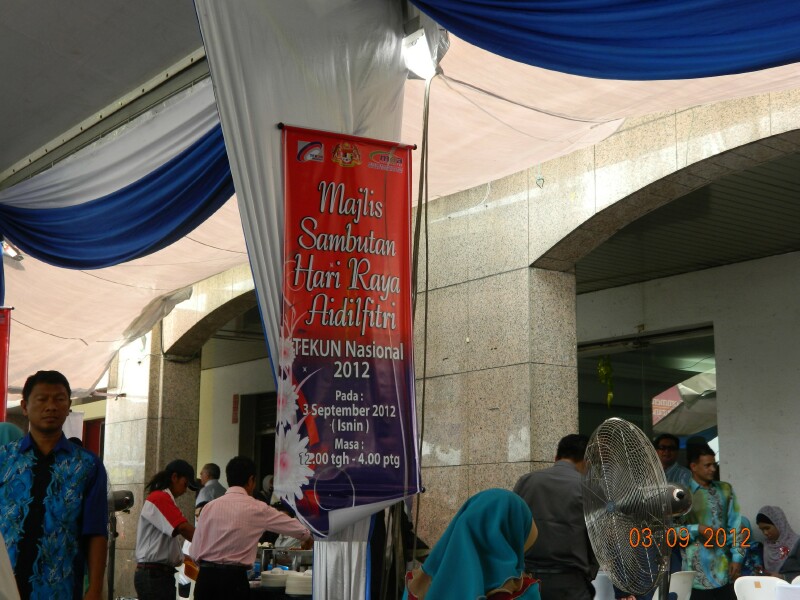 Majlis
Sambutan
Hari Raya
Aidilfitri
TEKUN Nasional
2012
Pada :
3 September 2012
( Isnin )
Masa :
12.00 tgh - 4.00 ptg
03 09 2012